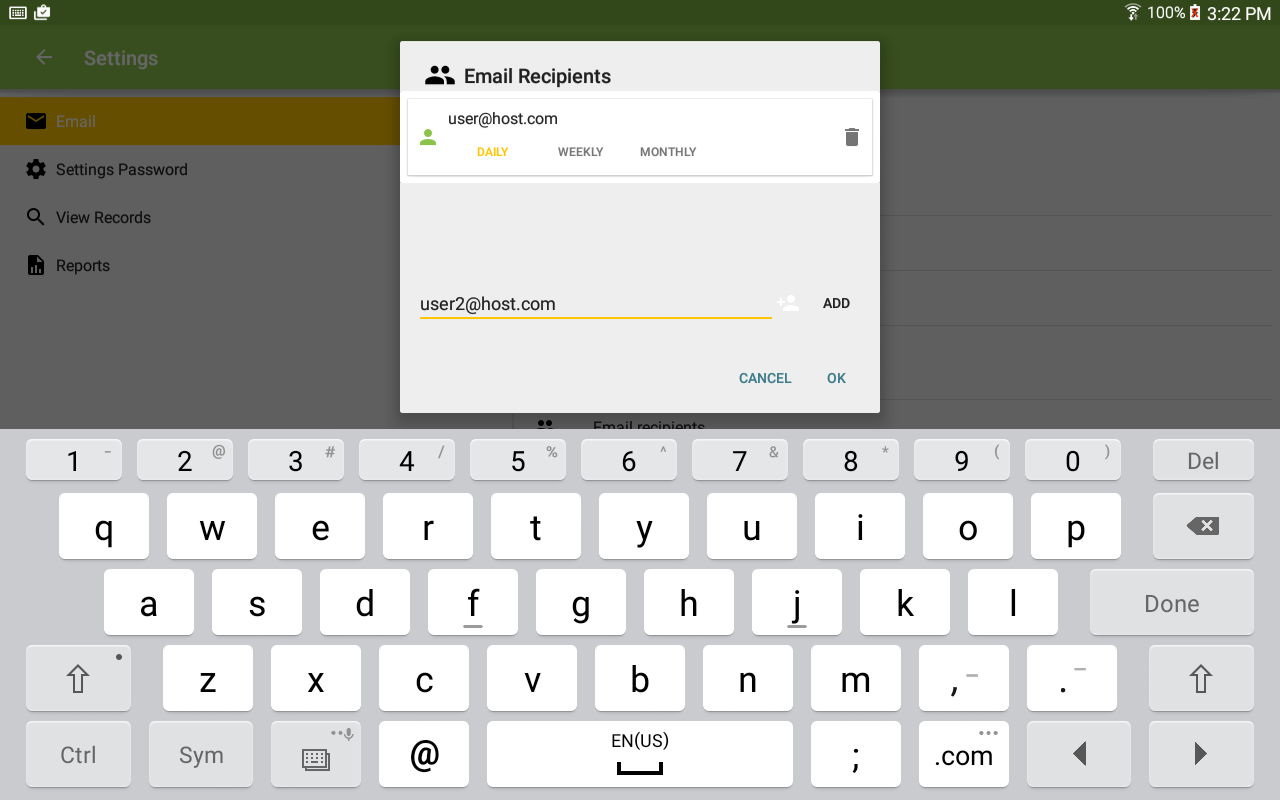 100% 3:22 PM
Settings
Email Recipients
user@host.com
DAILY WEEKLY MONTHLY
Email
Settings Password
View Records
Reports
user2@host.com ADD
CANCEL OK
Email recipients
1 - 2 @ 3 # 4 / 5 % 6 ^ 7 & 8 * 9 ( 0 ) Del
q w e r t y u i o p
a s d f g h j k l Done
z x c v b n m , - . -
Ctrl Sym @ EN(US) ; .com